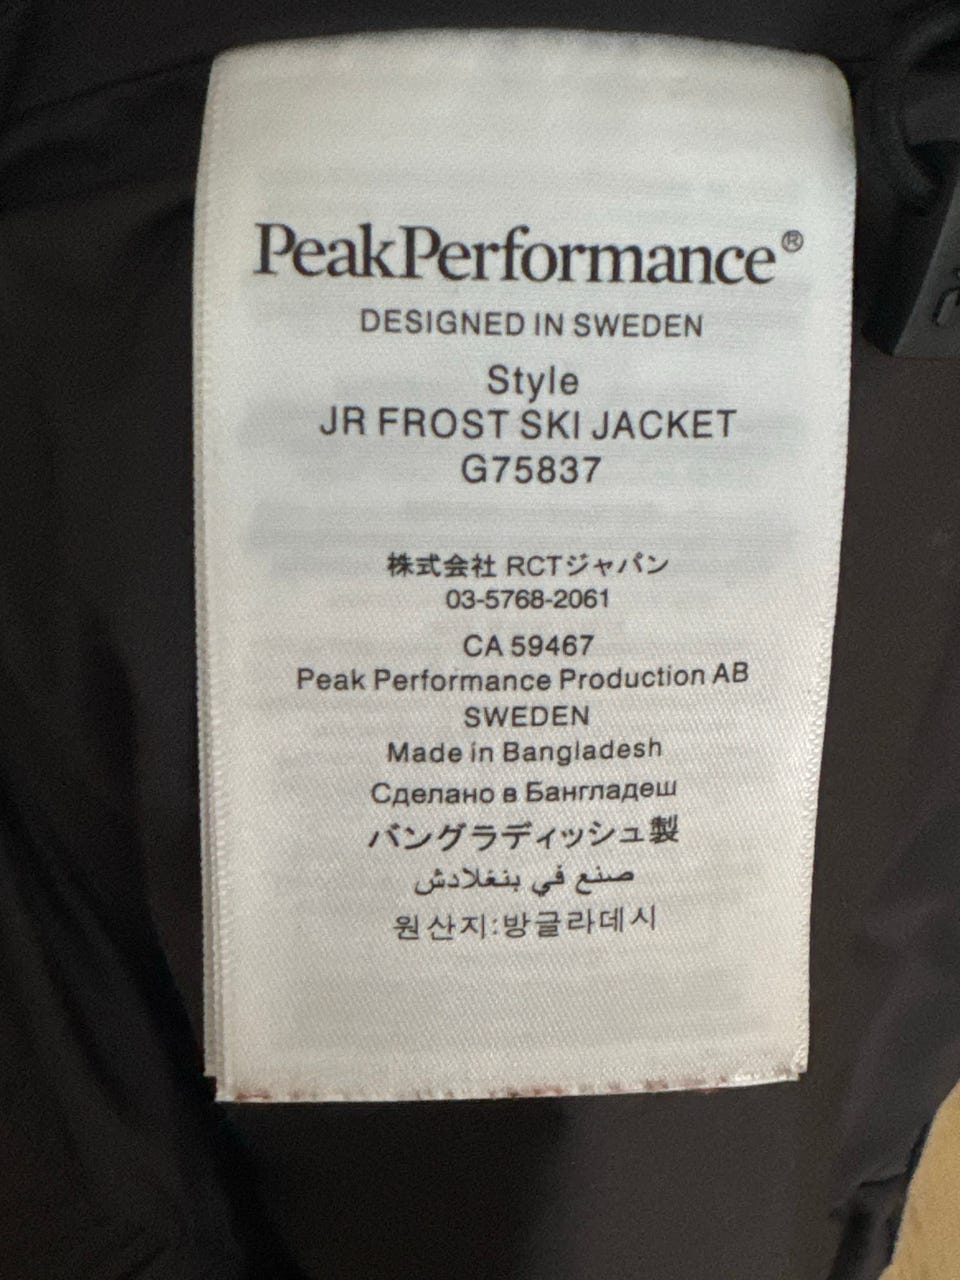 PeakPerformance®
DESIGNED IN SWEDEN
Style
JR FROST SKI JACKET
G75837
株式会社 RCTジャパン
03-5768-2061
CA 59467
Peak Performance Production AB
SWEDEN
Made in Bangladesh
Сделано в Бангладеш
バングラディッシュ製
صنع في بنغلادش
원산지:방글라데시